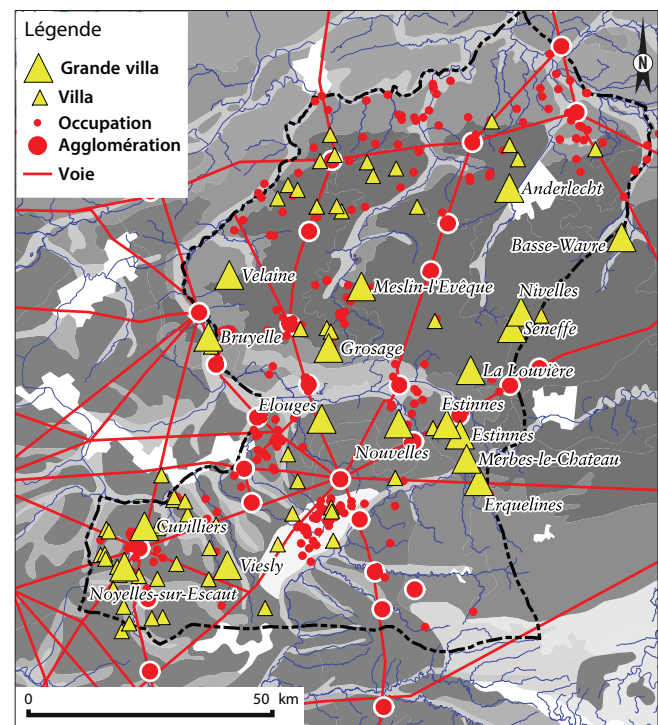 Légende
Grande villa
Villa
Occupation
Agglomération
Voie
N
Anderlecht
Basse-Wavre
Velaine
Meslin-l'Evêque
Nivelles
Seneffe
Bruyelle
Grosage
La Louvière
Elouges
Estinnes
Nouvelles
Estinnes
Merbes-le-Chateau
Erquelines
Cuvilliers
Viesly
Noyelles-sur-Escaut
0 50 km